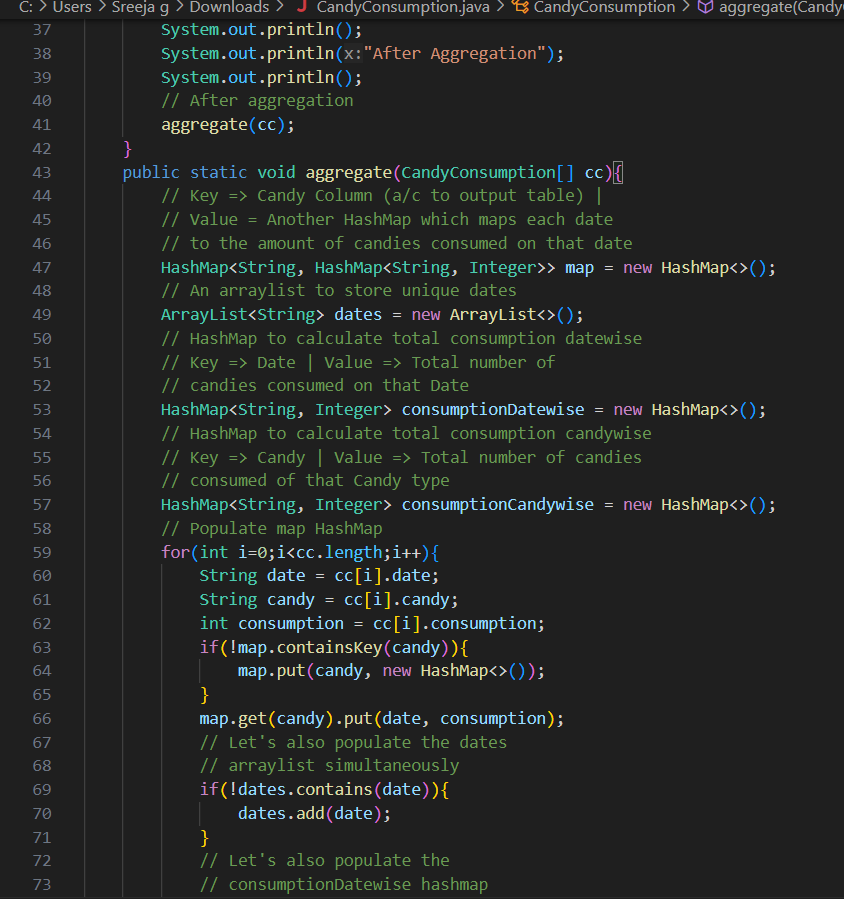 C: > Users > Sreeja g > Downloads > J CandyConsumption.java > CandyConsumption > aggregate(Candy
37 System.out.println();
38 System.out.println(x:"After Aggregation");
39 System.out.println();
40 // After aggregation
41 aggregate(cc);
42 }
43 public static void aggregate(CandyConsumption[] cc){
44 // Key => Candy Column (a/c to output table) |
45 // Value = Another HashMap which maps each date
46 // to the amount of candies consumed on that date
47 HashMap<String, HashMap<String, Integer>> map = new HashMap<>();
48 // An arraylist to store unique dates
49 ArrayList<String> dates = new ArrayList<>();
50 // HashMap to calculate total consumption datewise
51 // Key => Date | Value => Total number of
52 // candies consumed on that Date
53 HashMap<String, Integer> consumptionDatewise = new HashMap<>();
54 // HashMap to calculate total consumption candywise
55 // Key => Candy | Value => Total number of candies
56 // consumed of that Candy type
57 HashMap<String, Integer> consumptionCandywise = new HashMap<>();
58 // Populate map HashMap
59 for(int i=0;i<cc.length;i++){
60 String date = cc[i].date;
61 String candy = cc[i].candy;
62 int consumption = cc[i].consumption;
63 if(!map.containsKey(candy)){
64 map.put(candy, new HashMap<>());
65 }
66 map.get(candy).put(date, consumption);
67 // Let's also populate the dates
68 // arraylist simultaneously
69 if(!dates.contains(date)){
70 dates.add(date);
71 }
72 // Let's also populate the
73 // consumptionDatewise hashmap